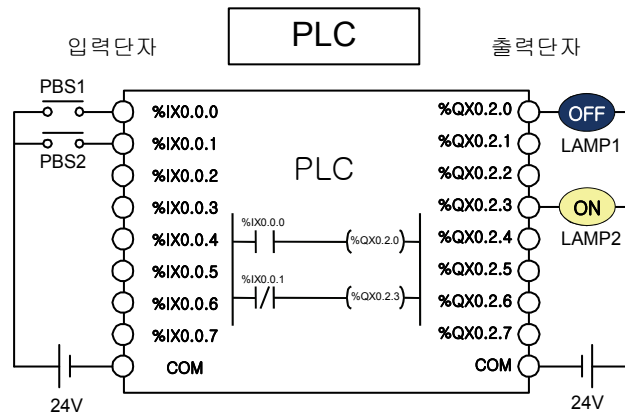 PLC
입력단자
출력단자
PBS1
PBS2
%IX0.0.0
%IX0.0.1
%IX0.0.2
%IX0.0.3
%IX0.0.4
%IX0.0.5
%IX0.0.6
%IX0.0.7
COM
24V
PLC
%IX0.0.0
%QX0.2.0
%IX0.0.1
%QX0.2.3
%QX0.2.0
%QX0.2.1
%QX0.2.2
%QX0.2.3
%QX0.2.4
%QX0.2.5
%QX0.2.6
%QX0.2.7
COM
OFF
LAMP1
ON
LAMP2
24V